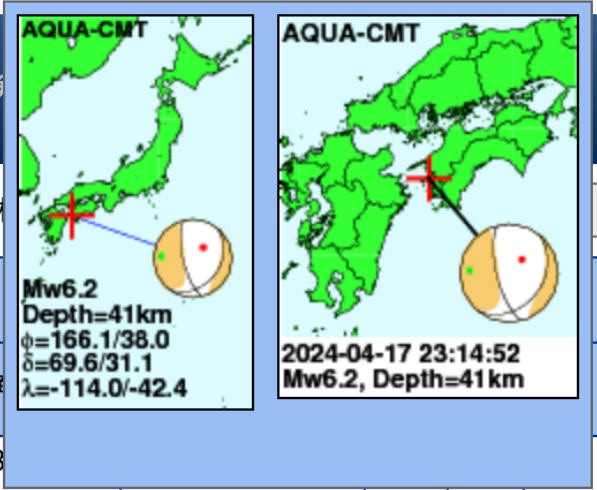 AQUA-CMT
Mw6.2
Depth=41km
ϕ=166.1/38.0
δ=69.6/31.1
λ=-114.0/-42.4
AQUA-CMT
2024-04-17 23:14:52
Mw6.2, Depth=41km